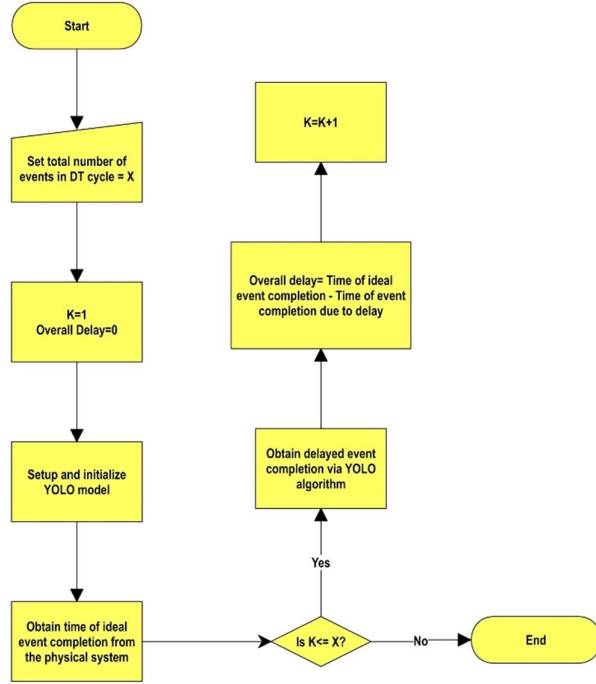 Start
Set total number of
events in DT cycle = X
K=1
Overall Delay=0
Setup and initialize
YOLO model
Obtain time of ideal
event completion from
the physical system
Is K<= X?
Yes
No
End
Obtain delayed event
completion via YOLO
algorithm
Overall delay= Time of ideal
event completion - Time of event
completion due to delay
K=K+1